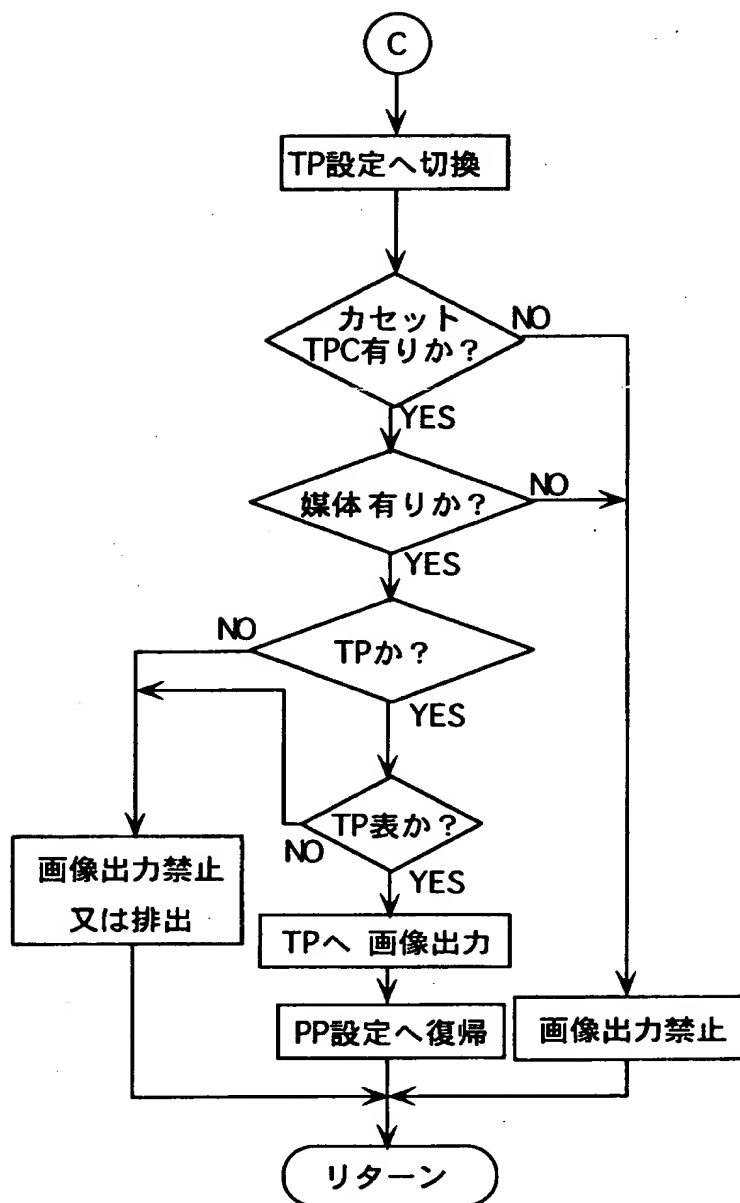 C
TP設定へ切換
カセット
TPC有りか？
NO
YES
媒体有りか？
NO
YES
TPか？
NO
YES
TP表か？
NO
YES
画像出力禁止
又は排出
TPへ 画像出力
PP設定へ復帰
画像出力禁止
リターン